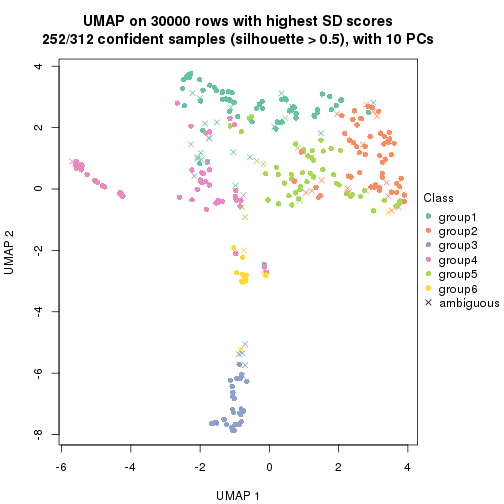 UMAP on 30000 rows with highest SD scores
252/312 confident samples (silhouette > 0.5), with 10 PCs
UMAP 2
4
2
0
-2
-4
-6
-8
-6
-4
-2
0
2
4
UMAP 1
Class
group1
group2
group3
group4
group5
group6
ambiguous